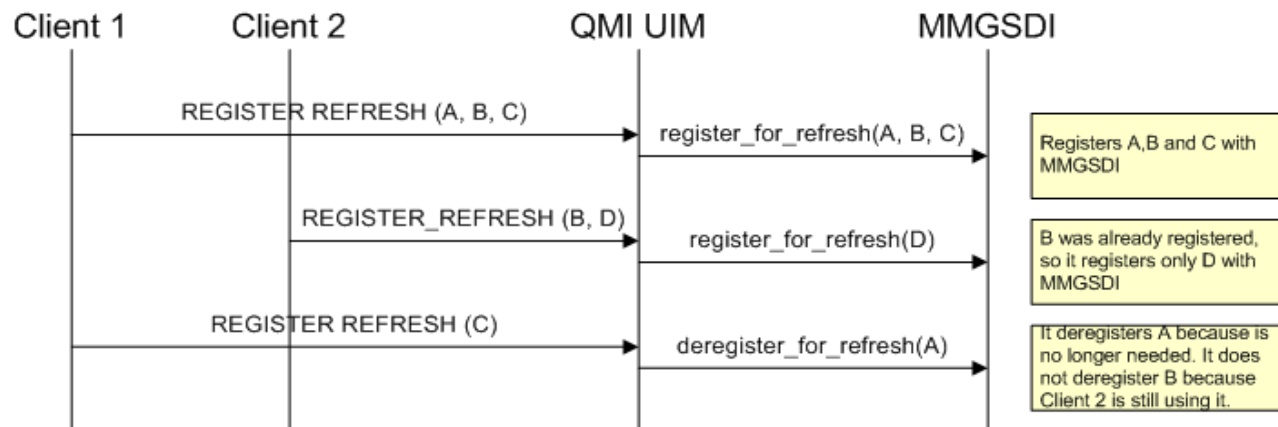 Client 1
Client 2
QMI UIM
MMGSDI
REGISTER REFRESH (A, B, C)
register_for_refresh(A, B, C)
Registers A,B and C with
MMGSDI
REGISTER_REFRESH (B, D)
register_for_refresh(D)
B was already registered,
so it registers only D with
MMGSDI
REGISTER REFRESH (C)
deregister_for_refresh(A)
It deregisters A because is
no longer needed. It does
not deregister B because
Client 2 is still using it.